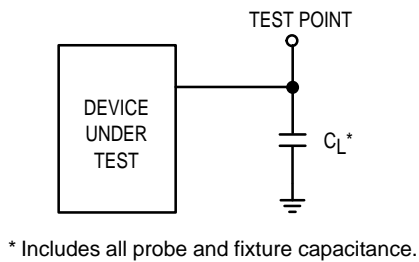 TEST POINT
DEVICE
UNDER
TEST
CL*
* Includes all probe and fixture capacitance.